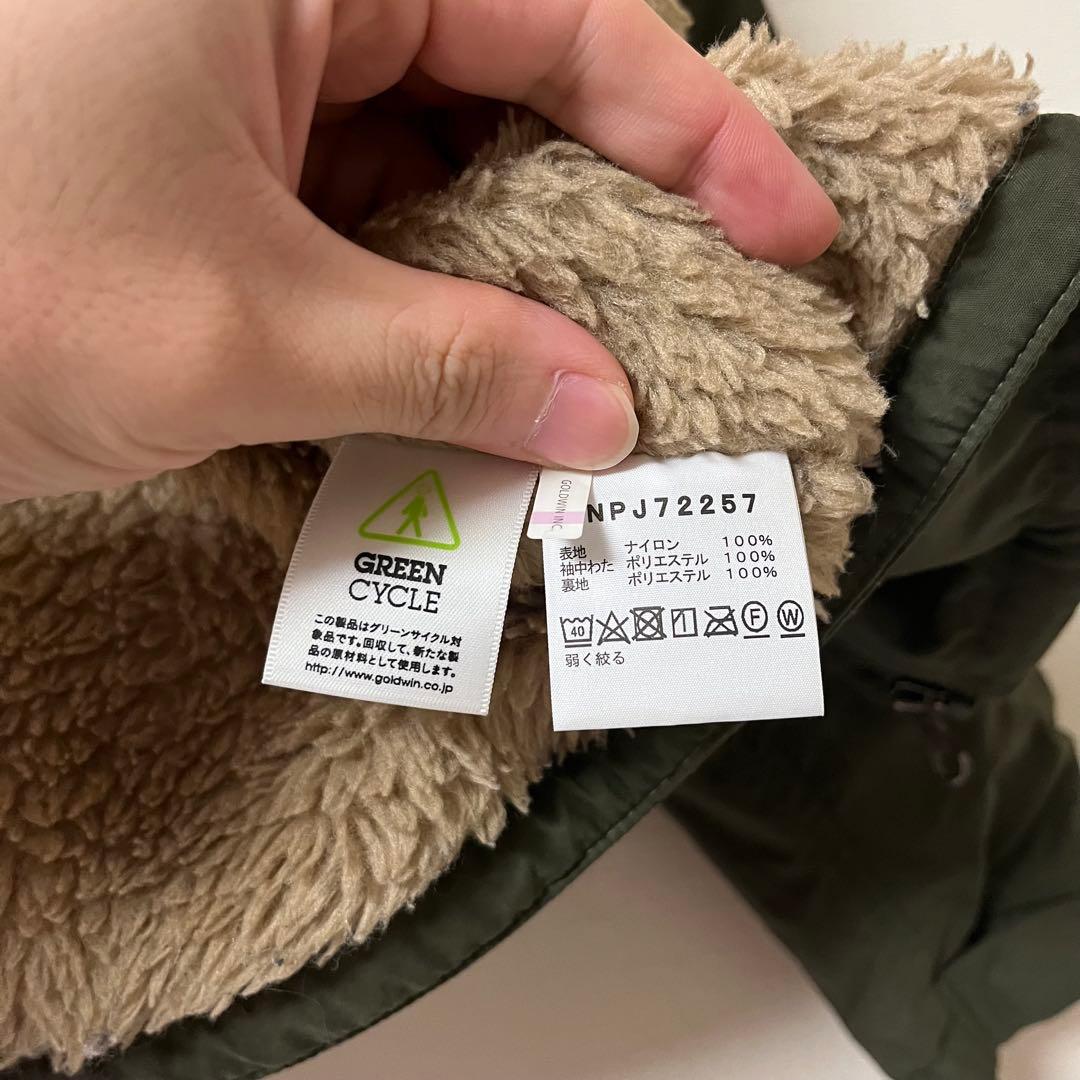 GREEN
CYCLE
この製品はグリーンサイクル対
象品です。回収して、新たな製
品の原材料として使用します。
http://www.goldwin.co.jp
GOLDWIN INC
NPJ72257
表地 ナイロン 100%
袖中わた ポリエステル 100%
裏地 ポリエステル 100%
40 F W
弱く絞る